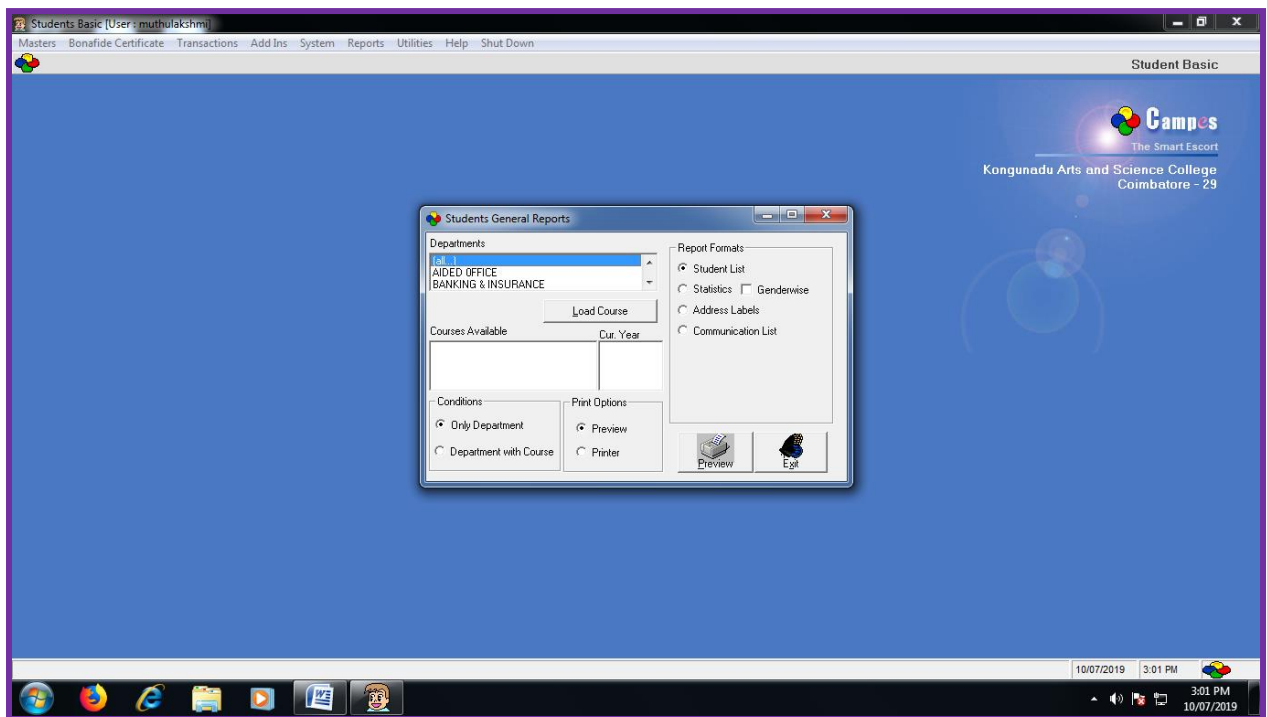 Students Basic [User : muthulakshmi]
Masters Bonafide Certificate Transactions Add Ins System Reports Utilities Help Shut Down
Student Basic
Campes
The Smart Escort
Kongunadu Arts and Science College
Coimbatore - 29
Students General Reports
Departments
(all...)
AIDED OFFICE
BANKING & INSURANCE
Load Course
Courses Available
Cur. Year
Conditions
Only Department
Department with Course
Print Options
Preview
Printer
Report Formats
Student List
Statistics Genderwise
Address Labels
Communication List
Preview
Exit
10/07/2019 3:01 PM
3:01 PM
10/07/2019